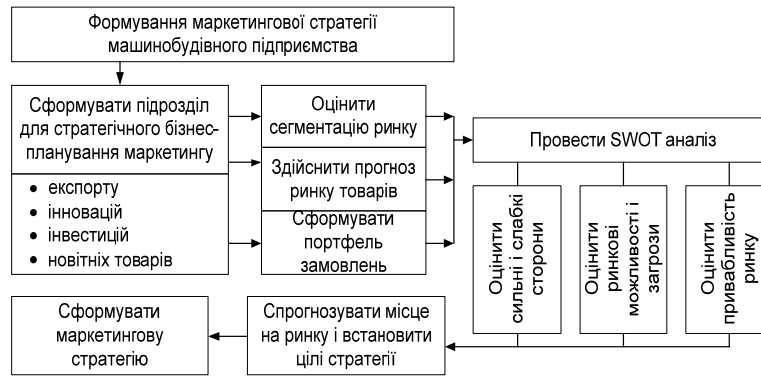 Формування маркетингової стратегії
машинобудівного підприємства
Сформувати підрозділ
для стратегічного бізнес-
планування маркетингу
• експорту
• інновацій
• інвестицій
• новітніх товарів
Оцінити
сегментацію ринку
Здійснити прогноз
ринку товарів
Сформувати
портфель
замовлень
Провести SWOT аналіз
Оцінити
сильні і слабкі
сторони
Оцінити
ринкові
можливості і
загрози
Оцінити
привабливість
ринку
Спрогнозувати місце
на ринку і встановити
цілі стратегії
Сформувати
маркетингову
стратегію